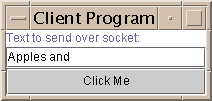 Client Program
Text to send over socket:
Apples and
Click Me